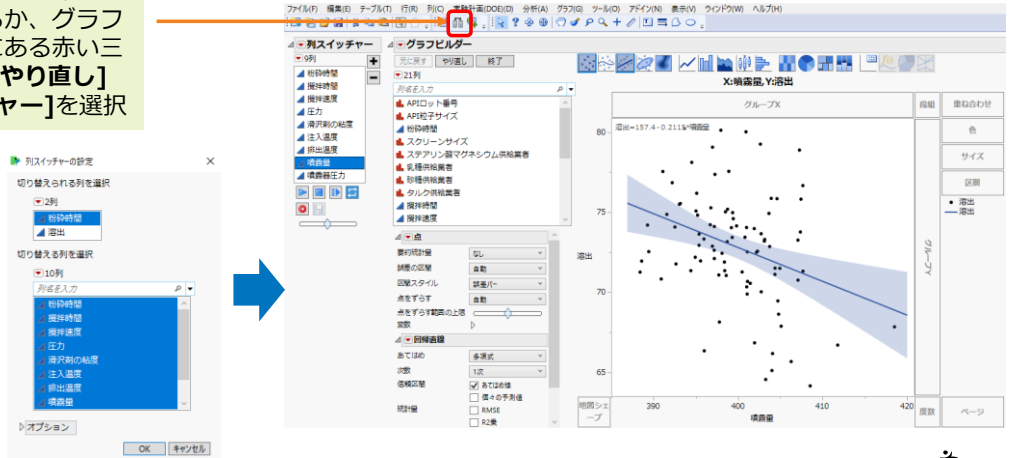 るか、グラフ
にある赤い三
やり直し]
ャー]を選択
列スイッチャーの設定
切り替えられる列を選択
2列
粉砕時間
溶出
切り替える列を選択
10列
列名を入力
粉砕時間
攪拌時間
攪拌速度
圧力
滑沢剤の粘度
注入温度
排出温度
噴霧量
オプション
OK キャンセル
ファイル(F) 編集(E) テーブル(T) 行(R) 列(C) 実験計画(DOE)(D) 分析(A) グラフ(G) ツール(O) アドイン(N) 表示(V) ウィンドウ(W) ヘルプ(H)
列スイッチャー
9列
粉砕時間
攪拌時間
攪拌速度
圧力
滑沢剤の粘度
注入温度
排出温度
噴霧量
噴霧器圧力
グラフビルダー
元に戻す やり直し 終了
21列
列名を入力
APIロット番号
API粒子サイズ
粉砕時間
スクリーンサイズ
ステアリン酸マグネシウム供給業者
乳糖供給業者
砂糖供給業者
タルク供給業者
攪拌時間
攪拌速度
点
要約統計量 なし
誤差の区間 自動
区間スタイル 誤差バー
点をずらす 自動
点をずらす範囲の上限
変数
回帰直線
あてはめ 多項式
次数 1次
信頼区間 あてはめ値
個々の予測値
統計量 RMSE
R2乗
X:噴霧量,Y:溶出
グループX
段組
重ね合わせ
溶出=157.4-0.2115*噴霧量
色
サイズ
区間
溶出
溶出
80
75
70
65
溶出
グループY
390 400 410 420
噴霧量
地図シェ
ープ
度数
ページ